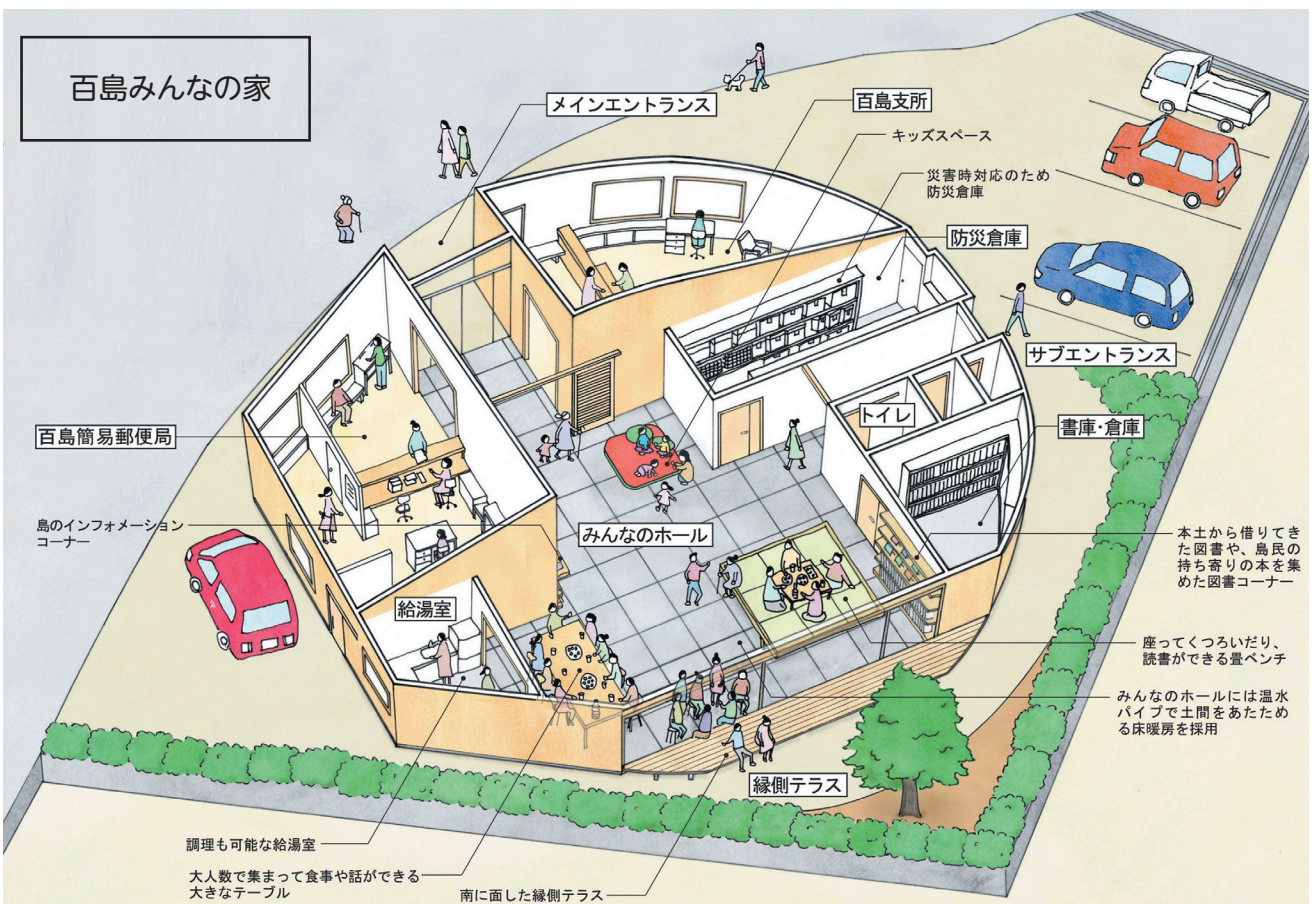 百島みんなの家
メインエントランス
百島支所
キッズスペース
災害時対応のため
防災倉庫
防災倉庫
サブエントランス
トイレ
書庫・倉庫
百島簡易郵便局
島のインフォメーション
コーナー
みんなのホール
本土から借りてき
た図書や、島民の
持ち寄りの本を集
めた図書コーナー
給湯室
座ってくつろいだり、
読書ができる畳ベンチ
みんなのホールには温水
パイプで土間をあたため
る床暖房を採用
縁側テラス
調理も可能な給湯室
大人数で集まって食事や話ができる
大きなテーブル
南に面した縁側テラス